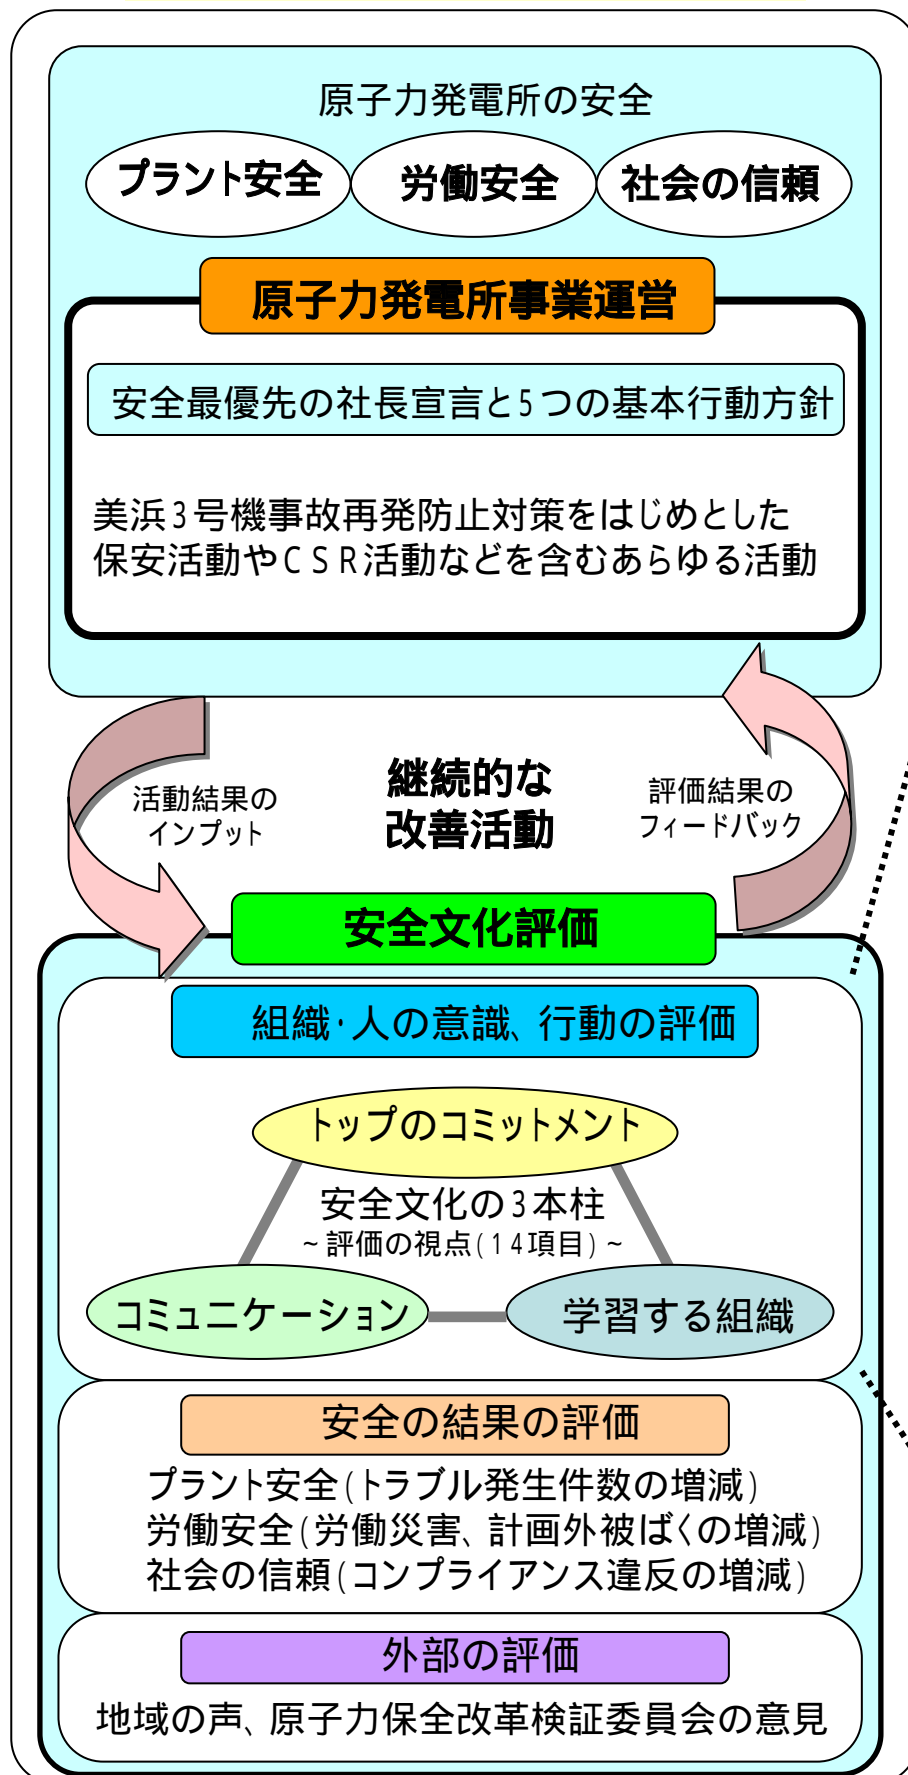 原子力発電所の安全
プラント安全
労働安全
社会の信頼
原子力発電所事業運営
安全最優先の社長宣言と5つの基本行動方針
美浜3号機事故再発防止対策をはじめとした
保安活動やCSR活動などを含むあらゆる活動
活動結果の
インプット
継続的な
改善活動
評価結果の
フィードバック
安全文化評価
組織・人の意識、行動の評価
トップのコミットメント
安全文化の3本柱
~評価の視点(14項目)~
コミュニケーション
学習する組織
安全の結果の評価
プラント安全(トラブル発生件数の増減)
労働安全(労働災害、計画外被ばくの増減)
社会の信頼(コンプライアンス違反の増減)
外部の評価
地域の声、原子力保全改革検証委員会の意見